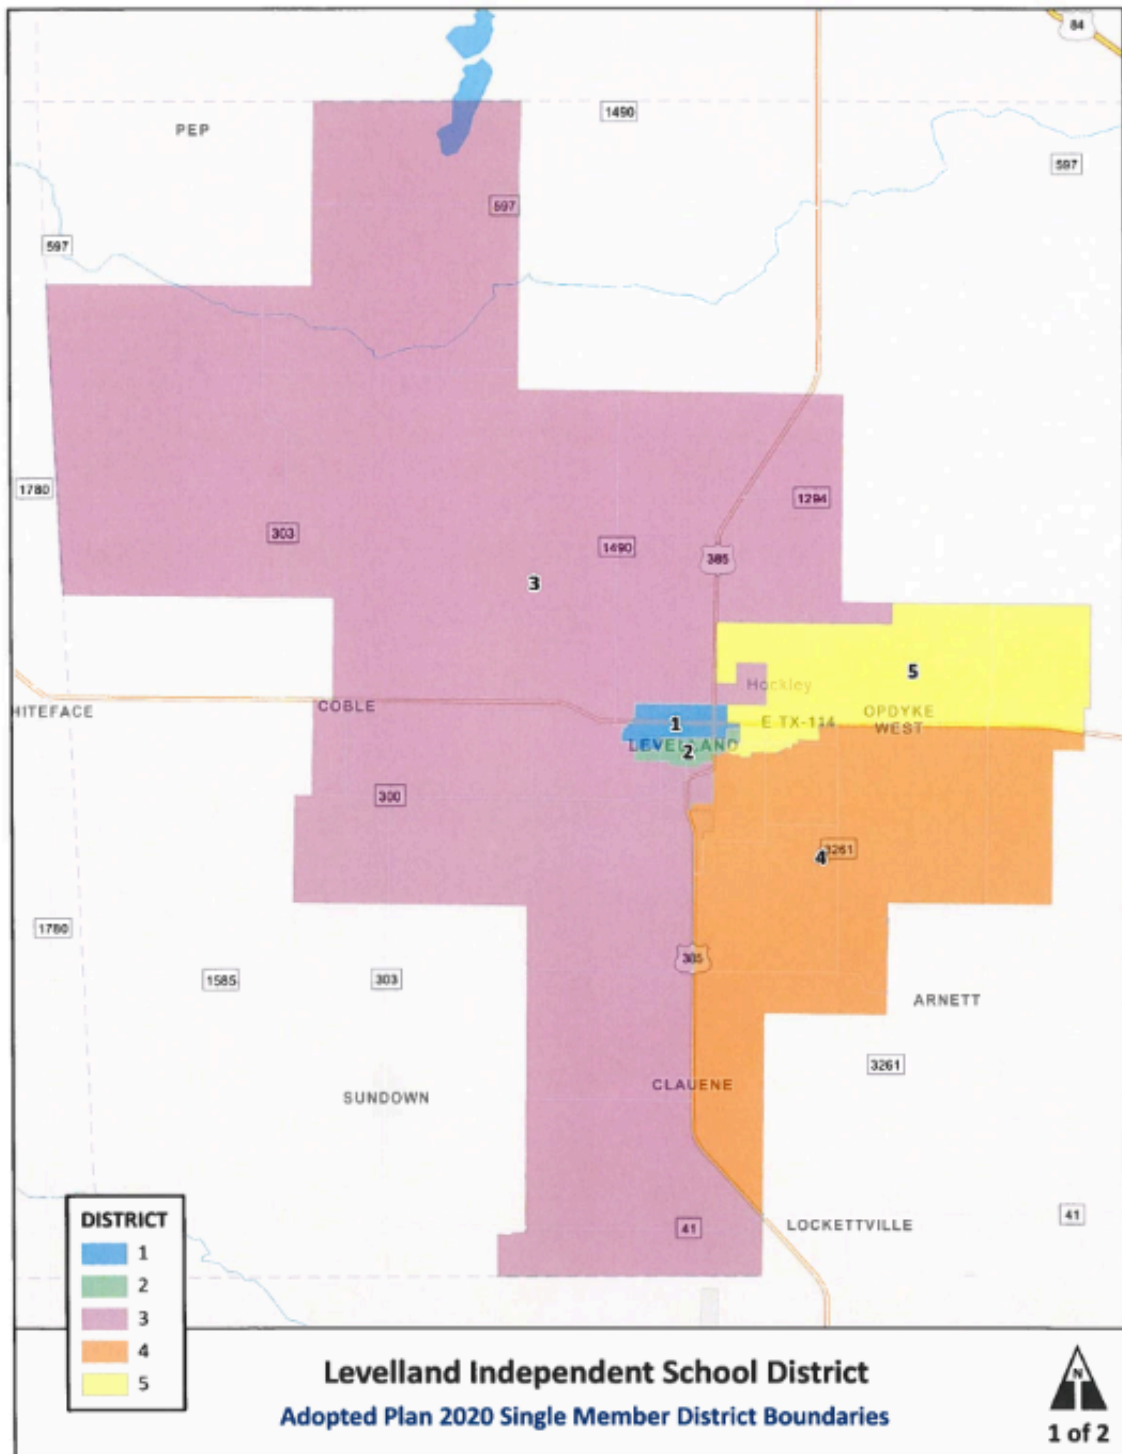 84
PEP
1490
597
597
597
1780
1294
303
1490
385
3
5
Hockley
COBLE
HITEFACE
OPDYKE
WEST
1
E TX-114
LEVELLAND
2
300
3261
4
1780
385
1585
303
ARNETT
3261
CLAUENE
SUNDOWN
41
LOCKETTVILLE
41
DISTRICT
1
2
3
4
5
Levelland Independent School District
Adopted Plan 2020 Single Member District Boundaries
N
1 of 2